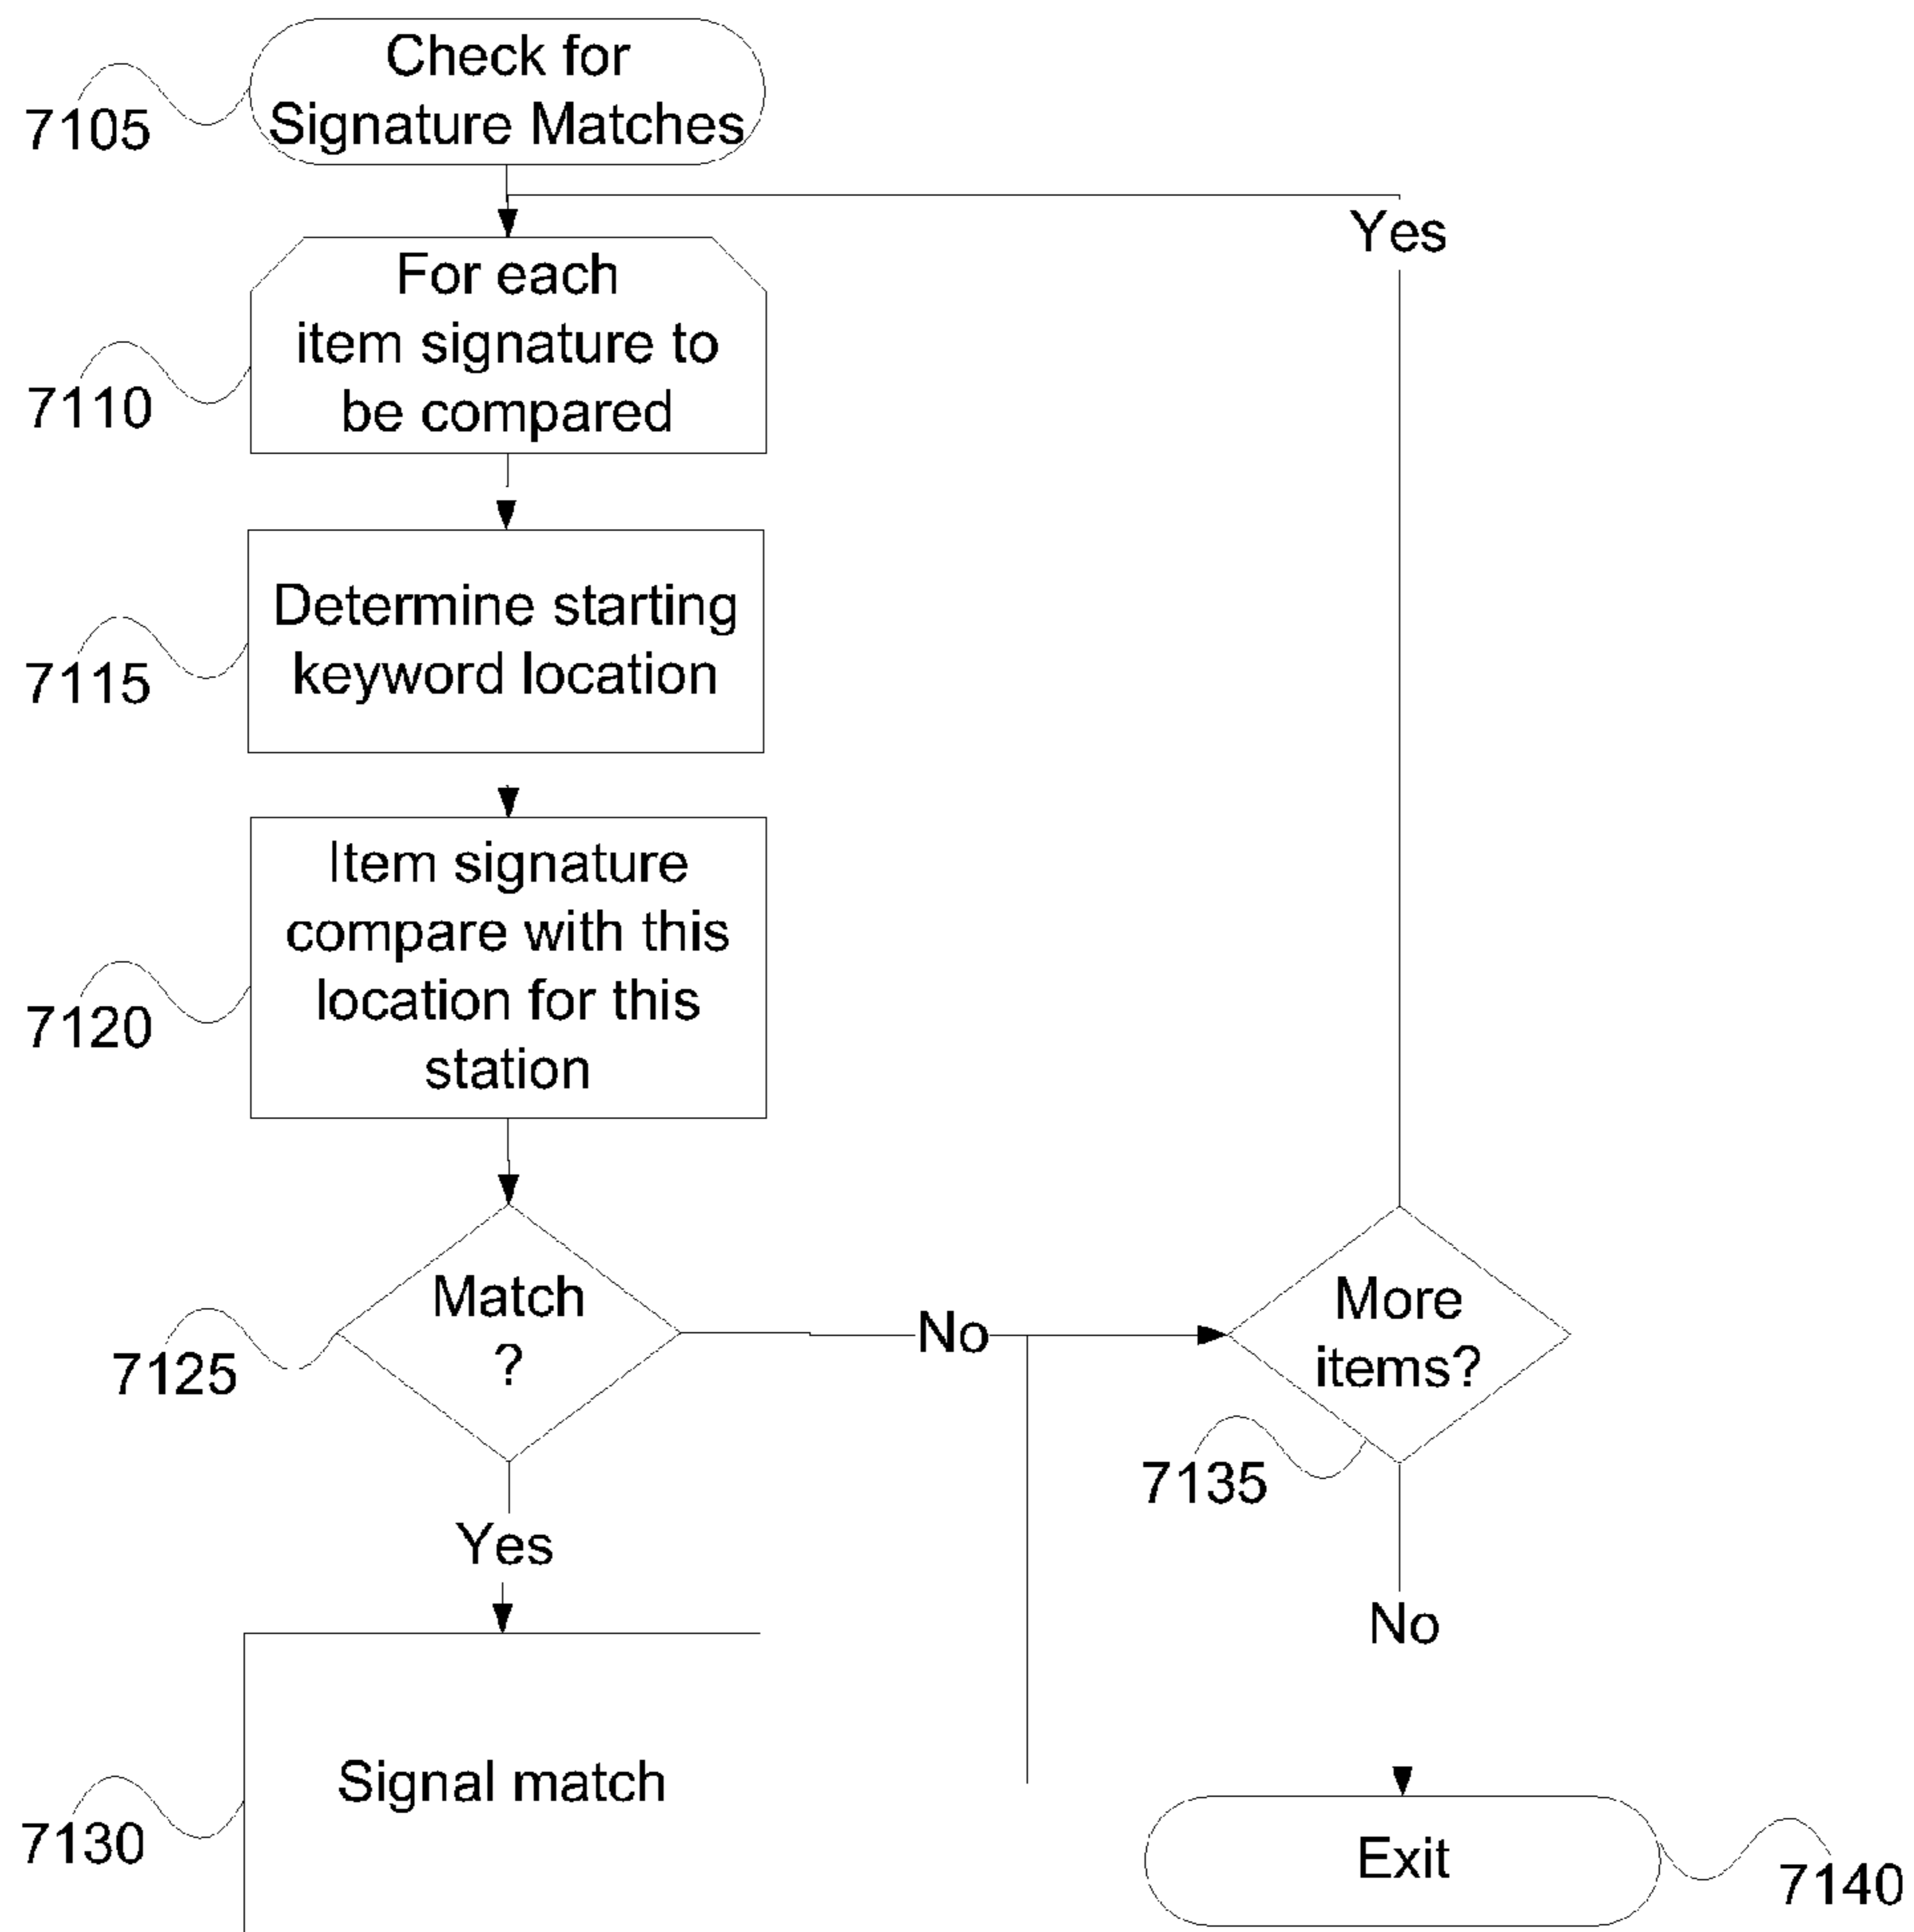 Check for
Signature Matches
7105
Yes
For each
item signature to
be compared
7110
Determine starting
keyword location
7115
Item signature
compare with this
location for this
station
7120
Match
?
7125
No
More
items?
7135
Yes
No
Signal match
7130
Exit
7140